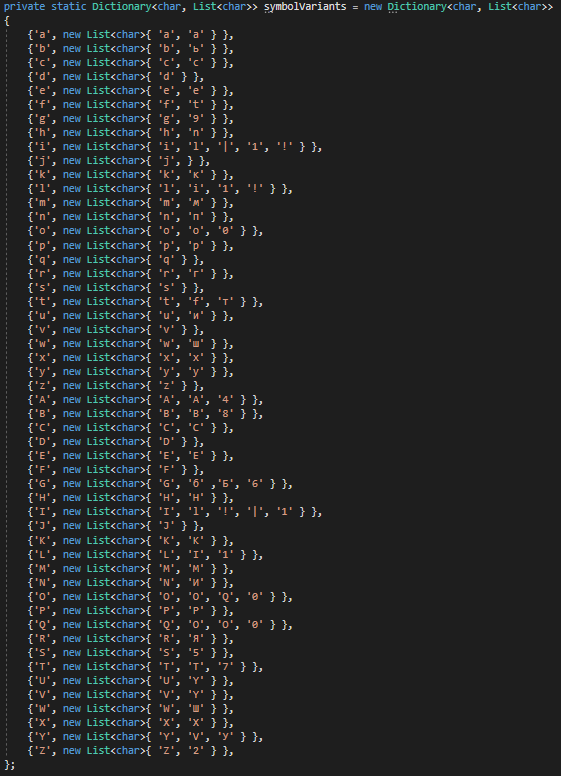 private static Dictionary<char, List<char>> symbolVariants = new Dictionary<char, List<char>>
{
{'a', new List<char>{ 'a', 'а' } },
{'b', new List<char>{ 'b', 'ь' } },
{'c', new List<char>{ 'c', 'с' } },
{'d', new List<char>{ 'd' } },
{'e', new List<char>{ 'e', 'е' } },
{'f', new List<char>{ 'f', 't' } },
{'g', new List<char>{ 'g', '9' } },
{'h', new List<char>{ 'h', 'n' } },
{'i', new List<char>{ 'i', 'l', '|', '1', '!' } },
{'j', new List<char>{ 'j', } },
{'k', new List<char>{ 'k', 'к' } },
{'l', new List<char>{ 'l', 'i', '1', '!' } },
{'m', new List<char>{ 'm', 'м' } },
{'n', new List<char>{ 'n', 'п' } },
{'o', new List<char>{ 'o', 'о', '0' } },
{'p', new List<char>{ 'p', 'р' } },
{'q', new List<char>{ 'q' } },
{'r', new List<char>{ 'r', 'г' } },
{'s', new List<char>{ 's' } },
{'t', new List<char>{ 't', 'f', 'т' } },
{'u', new List<char>{ 'u', 'и' } },
{'v', new List<char>{ 'v' } },
{'w', new List<char>{ 'w', 'ш' } },
{'x', new List<char>{ 'x', 'х' } },
{'y', new List<char>{ 'y', 'у' } },
{'z', new List<char>{ 'z' } },
{'A', new List<char>{ 'A', 'А', '4' } },
{'B', new List<char>{ 'B', 'В', '8' } },
{'C', new List<char>{ 'C', 'С' } },
{'D', new List<char>{ 'D' } },
{'E', new List<char>{ 'E', 'Е' } },
{'F', new List<char>{ 'F' } },
{'G', new List<char>{ 'G', 'б' ,'Б', '6' } },
{'H', new List<char>{ 'H', 'Н' } },
{'I', new List<char>{ 'I', 'l', '!', '|', '1' } },
{'J', new List<char>{ 'J' } },
{'K', new List<char>{ 'K', 'К' } },
{'L', new List<char>{ 'L', 'I', '1' } },
{'M', new List<char>{ 'M', 'М' } },
{'N', new List<char>{ 'N', 'И' } },
{'O', new List<char>{ 'O', 'О', 'Q', '0' } },
{'P', new List<char>{ 'P', 'Р' } },
{'Q', new List<char>{ 'Q', 'O', 'О', '0' } },
{'R', new List<char>{ 'R', 'Я' } },
{'S', new List<char>{ 'S', '5' } },
{'T', new List<char>{ 'T', 'Т', '7' } },
{'U', new List<char>{ 'U', 'Y' } },
{'V', new List<char>{ 'V', 'Y' } },
{'W', new List<char>{ 'W', 'Ш' } },
{'X', new List<char>{ 'X', 'Х' } },
{'Y', new List<char>{ 'Y', 'V', 'У' } },
{'Z', new List<char>{ 'Z', '2' } },
};